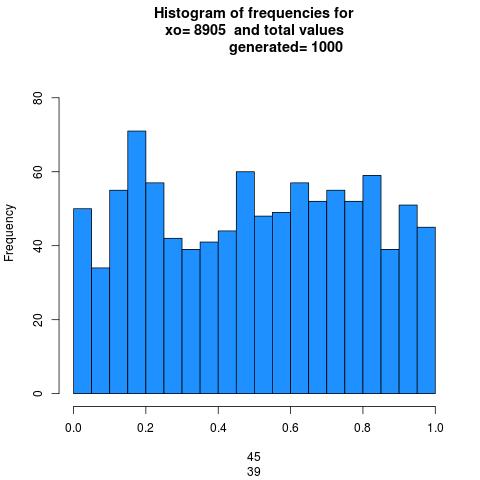 Histogram of frequencies for
xo= 8905 and total values
generated= 1000
Frequency
80
60
40
20
0
0.0 0.2 0.4 0.6 0.8 1.0
45
39